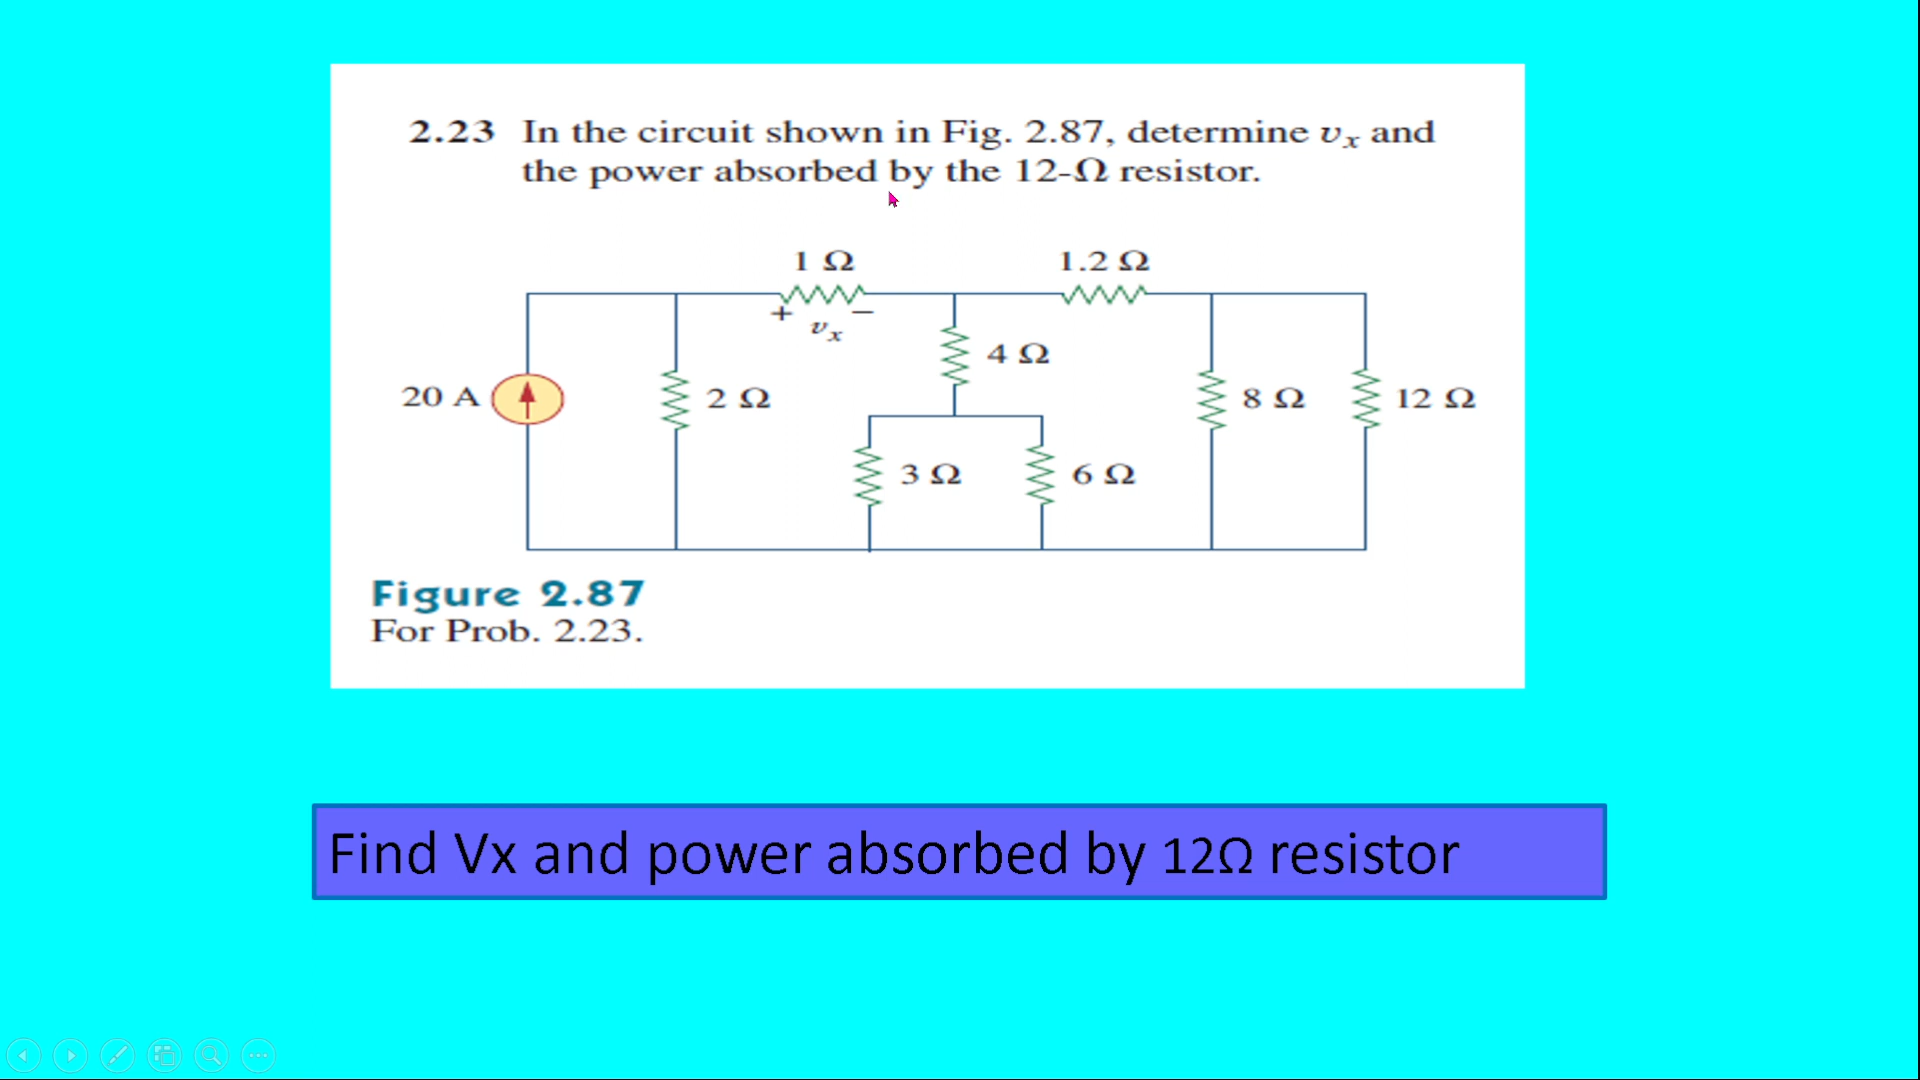 2.23 In the circuit shown in Fig. 2.87, determine vₓ and
the power absorbed by the 12-Ω resistor.
1 Ω
1.2 Ω
+ vₓ −
4 Ω
20 A
2 Ω
8 Ω
12 Ω
3 Ω
6 Ω
Figure 2.87
For Prob. 2.23.
Find Vx and power absorbed by 12Ω resistor